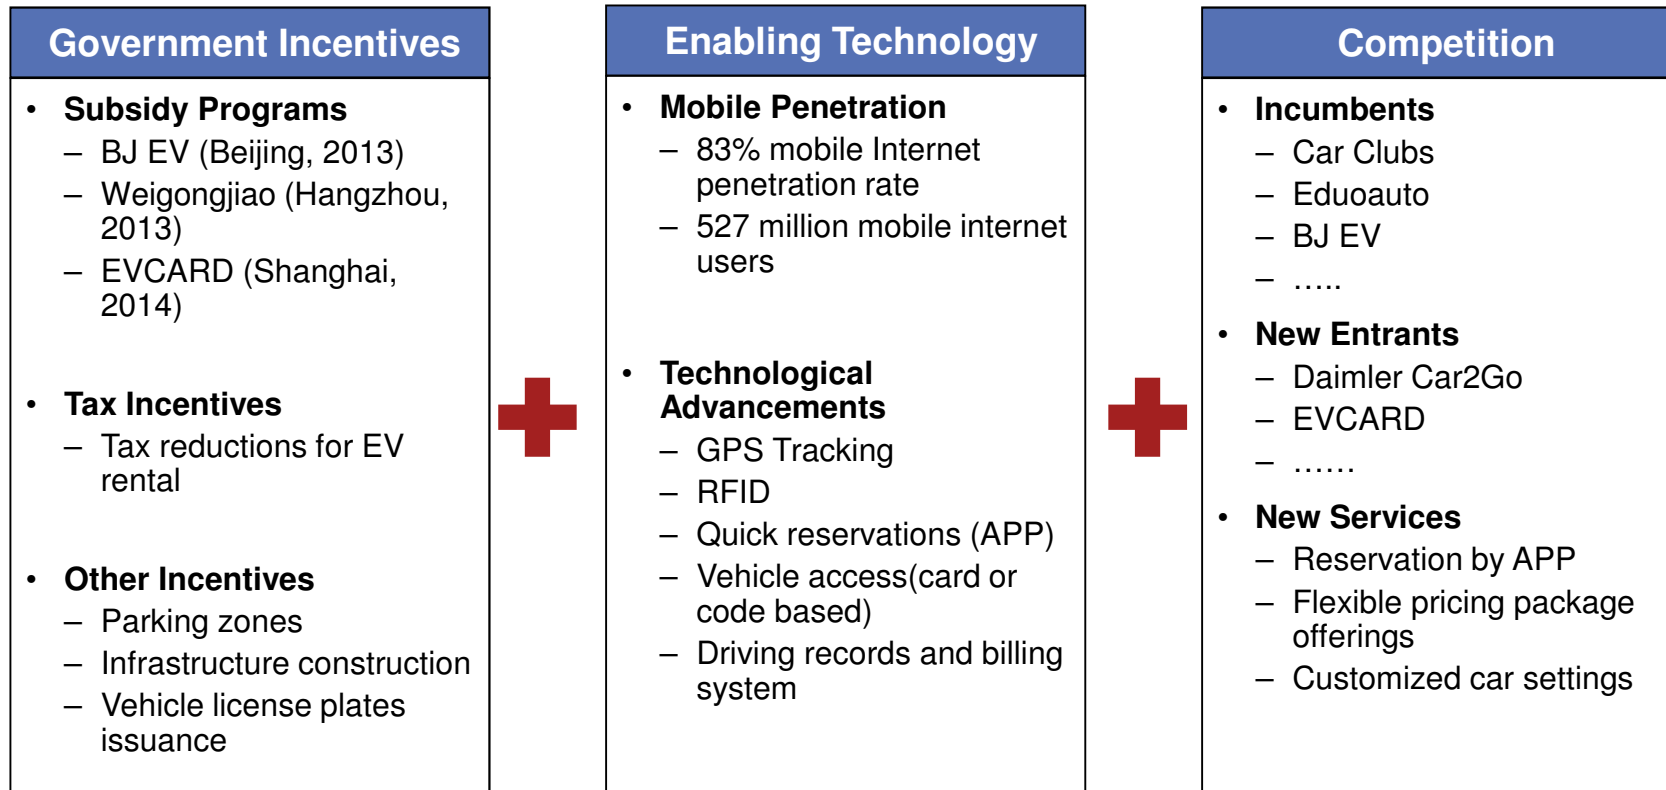 Government Incentives
• Subsidy Programs
– BJ EV (Beijing, 2013)
– Weigongjiao (Hangzhou,
2013)
– EVCARD (Shanghai,
2014)
• Tax Incentives
– Tax reductions for EV
rental
• Other Incentives
– Parking zones
– Infrastructure construction
– Vehicle license plates
issuance
Enabling Technology
• Mobile Penetration
– 83% mobile Internet
penetration rate
– 527 million mobile internet
users
• Technological
Advancements
– GPS Tracking
– RFID
– Quick reservations (APP)
– Vehicle access(card or
code based)
– Driving records and billing
system
Competition
• Incumbents
– Car Clubs
– Eduoauto
– BJ EV
– …..
• New Entrants
– Daimler Car2Go
– EVCARD
– ……
• New Services
– Reservation by APP
– Flexible pricing package
offerings
– Customized car settings